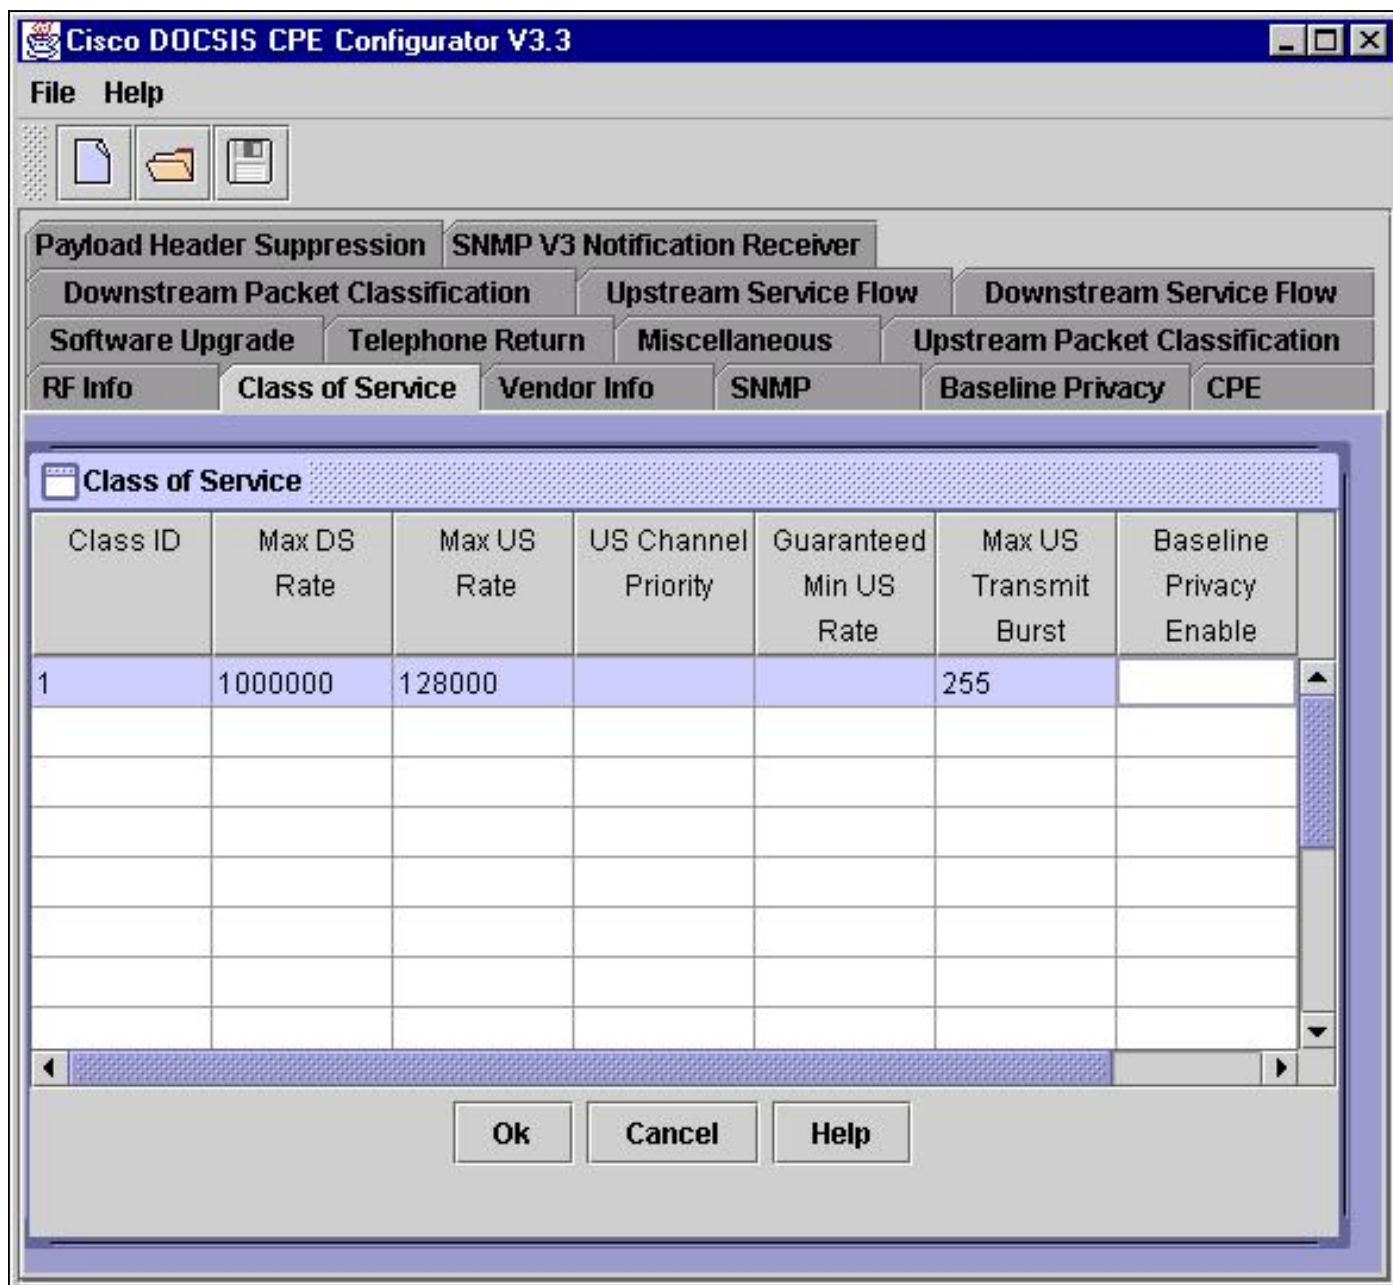 Cisco DOCSIS CPE Configurator V3.3
File Help
Payload Header Suppression SNMP V3 Notification Receiver
Downstream Packet Classification Upstream Service Flow Downstream Service Flow
Software Upgrade Telephone Return Miscellaneous Upstream Packet Classification
RF Info Class of Service Vendor Info SNMP Baseline Privacy CPE
Class of Service
Class ID Max DS US Channel Guaranteed Max US Baseline
Rate Rate Priority Min US Transmit Privacy
Rate Burst Enable
1 1000000 128000 255
Ok Cancel Help